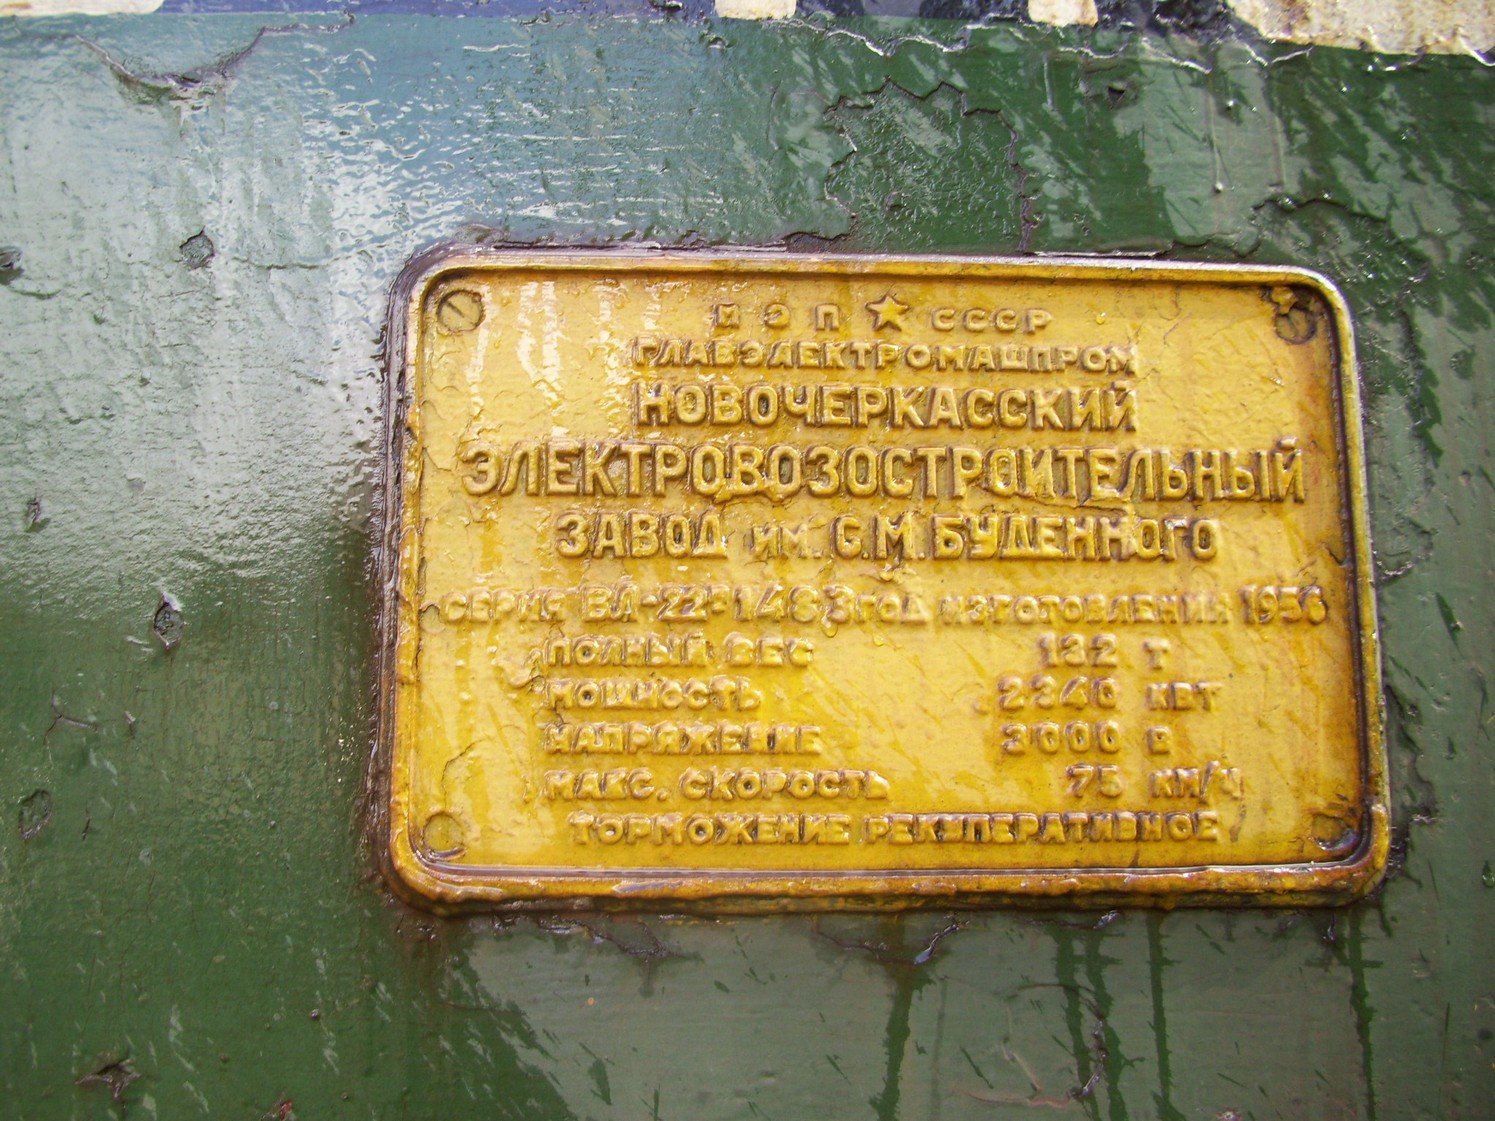 МЭП ★ СССР
ГЛАВЭЛЕКТРОМАШПРОМ
НОВОЧЕРКАССКИЙ
ЭЛЕКТРОВОЗОСТРОИТЕЛЬНЫЙ
ЗАВОД им. С.М. БУДЕННОГО
СЕРИЯ ВЛ-22-1483 ГОД ИЗГОТОВЛЕНИЯ 1956
ПОЛНЫЙ ВЕС 132 Т
МОЩНОСТЬ 2340 КВТ
НАПРЯЖЕНИЕ 3000 В
МАКС. СКОРОСТЬ 75 КМ/Ч
ТОРМОЖЕНИЕ РЕКУПЕРАТИВНОЕ